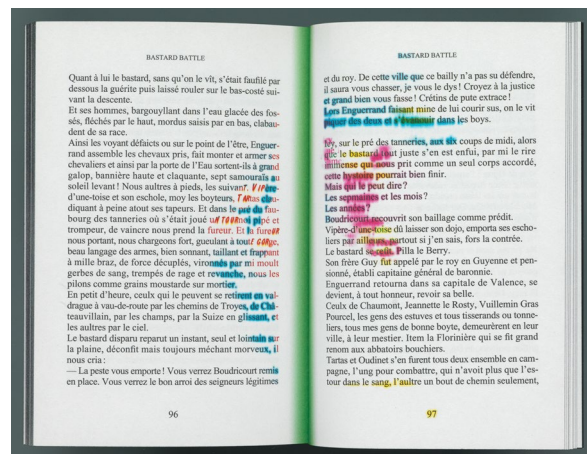 BASTARD BATTLE
Quant à lui le bastard, sans qu'on le vît, s'était faufilé par
dessous la guérite puis laissé rouler sur le bas-costé sui-
vant la descente.
Et ses hommes, bargouyllant dans l'eau glacée des fos-
sés, fléchés par le haut, mordus saisis par en bas, clabau-
dent de sa race.
Ainsi les voyant défaicts ou sur le point de l'être, Enguer-
rand assemble les chevaux pris, fait monter et armer ses
chevaliers et ainsi par la porte de l'Eau sortent-ils à grand
galop, bannière haute et claquante, sept samouraïs au
soleil levant ! Nous aultres à pieds, les suivant. Vipère-
d'une-toise et son eschole, moy les boyteurs, Tartas clau-
diquant à peine atout ses tapeurs. Et dans le pré du fau-
bourg des tanneries où s'était joué un tournoi pipé et
trompeur, de vaincre nous prend la fureur. Et la fureur
nous portant, nous chargeons fort, gueulant à toute gorge,
beau langage des armes, bien sonnant, taillant et frappant
à mille braz, de force décuplés, vironnés par mi moult
gerbes de sang, trempés de rage et revanche, nous les
pilons comme grains moustarde sur mortier.
En petit d'heure, ceulx qui le peuvent se retirent en val-
drague à vau-de-route par les chemins de Troyes, de Châ-
teauvillain, par les champs, par la Suize en glissant, et
les aultres par le ciel.
Le bastard disparu reparut un instant, seul et lointain sur
la plaine, déconfit mais toujours méchant morveux, il
nous cria :
— La peste vous emporte ! Vous verrez Boudricourt remis
en place. Vous verrez le bon arroi des seigneurs légitimes
96
BASTARD BATTLE
et du roy. De cette ville que ce bailly n'a pas su défendre,
il saura vous chasser, je vous le dys ! Croyez à la justice
et grand bien vous fasse ! Crétins de pute extrace !
Lors Enguerrand faisant mine de lui courir sus, on le vit
piquer des deux et s'évanouir dans les boys.
Icy, sur le pré des tanneries, aux six coups de midi, alors
que le bastard tout juste s'en est enfui, par mi le rire
millénaire qui nous prit comme un seul corps accordé,
cette hystoire pourrait bien finir.
Mais qui le peut dire ?
Les sepmaines et les mois ?
Les années ?
Boudricourt recouvrit son baillage comme prédit.
Vipère-d'une-toise dû laisser son dojo, emporta ses escho-
liers par ailleurs, partout si j'en sais, fors la contrée.
Le bastard se croît. Pilla le Berry.
Son frère Guy fut appelé par le roy en Guyenne et pen-
sionné, établi capitaine général de baronnie.
Enguerrand retourna dans sa capitale de Valence, se
devient, à tout honneur, revoir sa belle.
Ceulx de Chaumont, Jeannette le Rosty, Vuillemin Gras
Pourcel, les gens des estuves et tous tisserands ou tonne-
liers, tous mes gens de bonne boyte, demeurèrent en leur
ville, à leur mestier. Item la Florinière qui se fit grand
renom aux abbatoirs bouchiers.
Tartas et Oudinet s'en furent tous deux ensemble en cam-
pagne, l'ung pour combattre, qui n'avoit plus que l'es-
tour dans le sang, l'aultre un bout de chemin seulement,
97